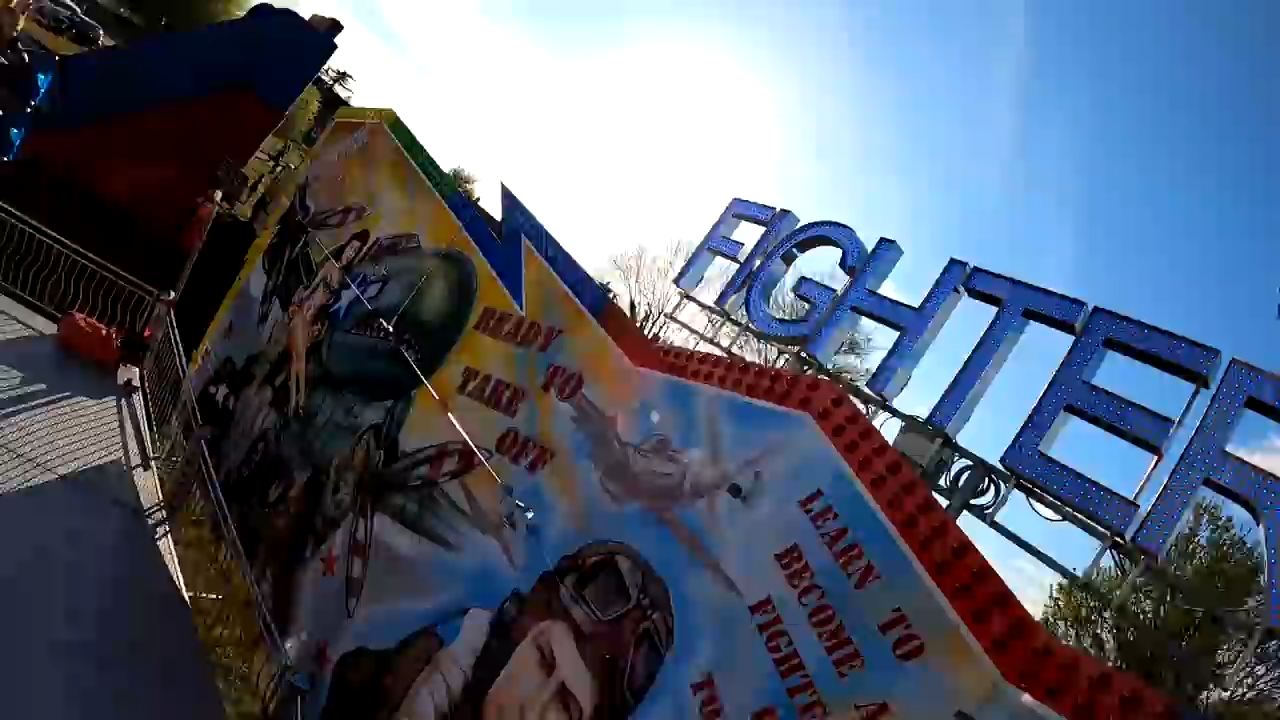 FIGHTER
READY
TO
TAKE
OFF
LEARN TO
BECOME A
FIGHTE